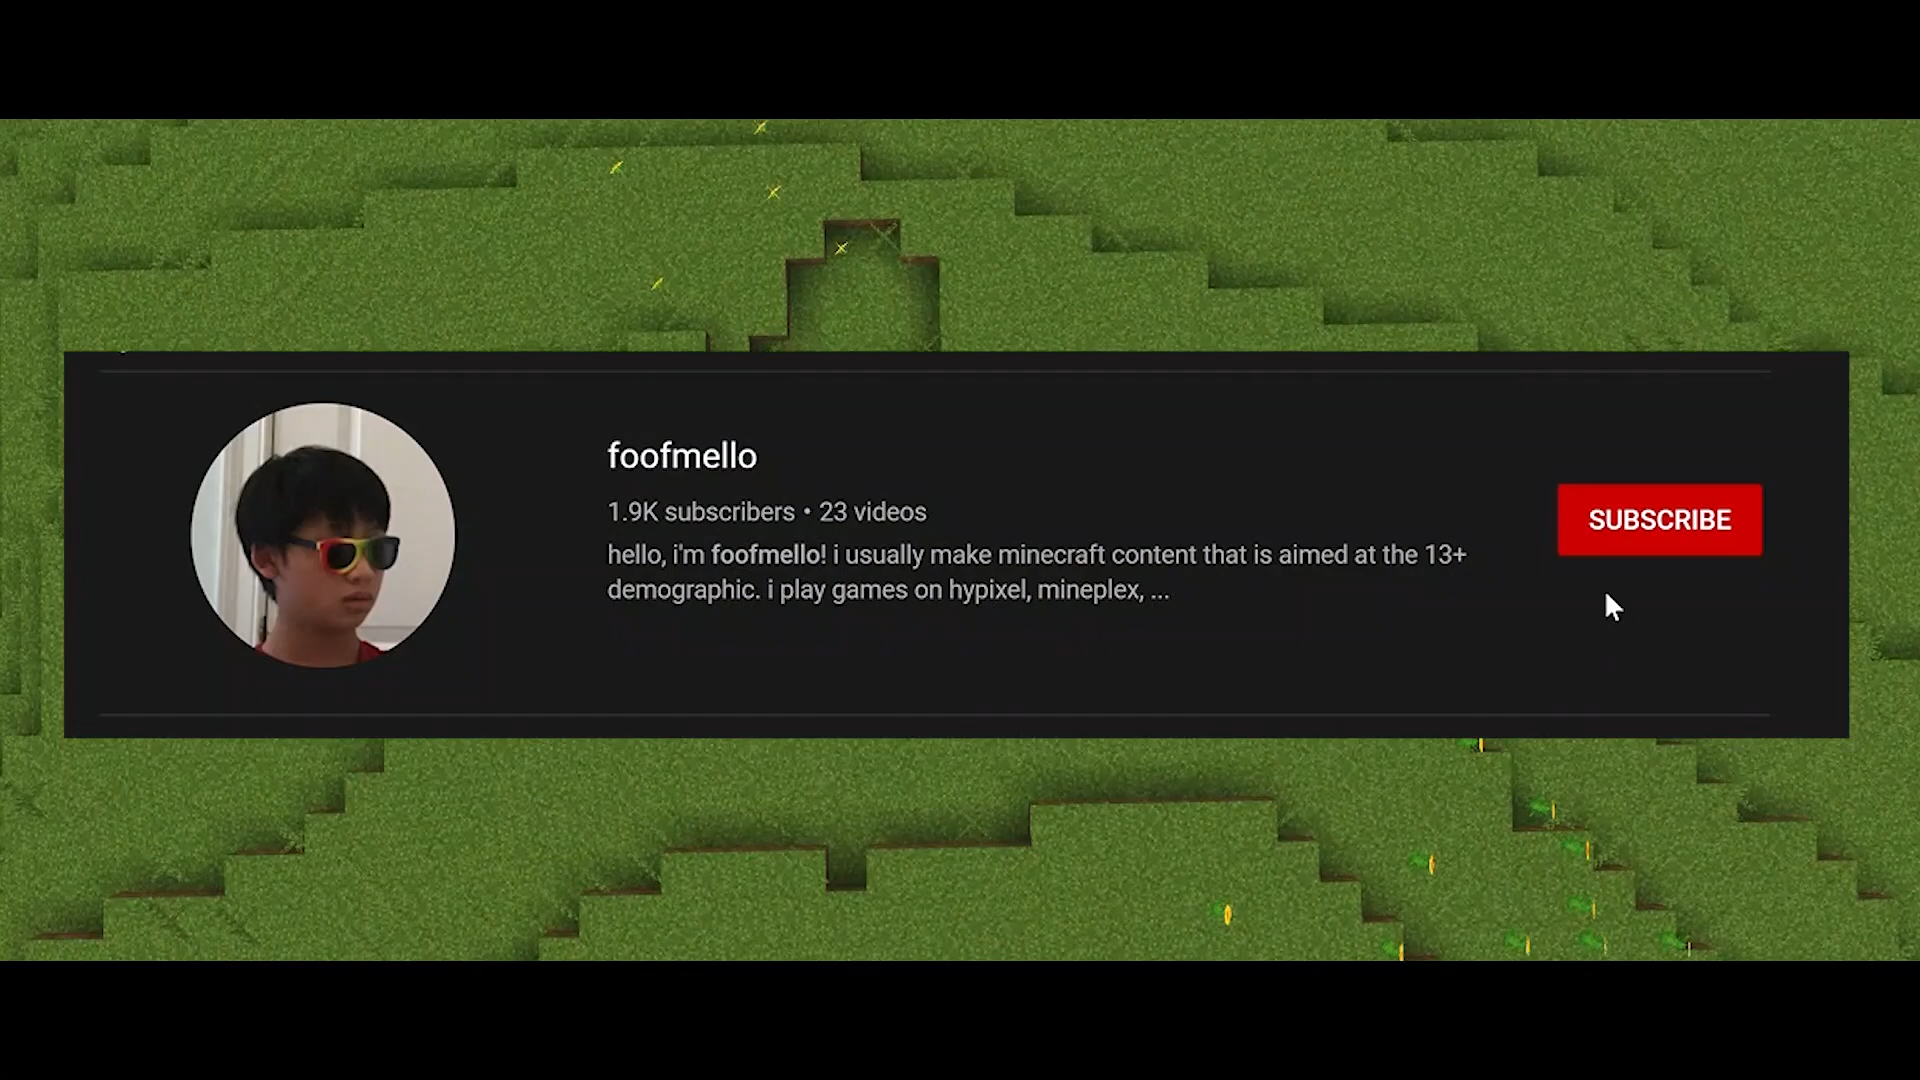 foofmello
1.9K subscribers • 23 videos
hello, i'm foofmello! i usually make minecraft content that is aimed at the 13+
demographic. i play games on hypixel, mineplex, ...
SUBSCRIBE